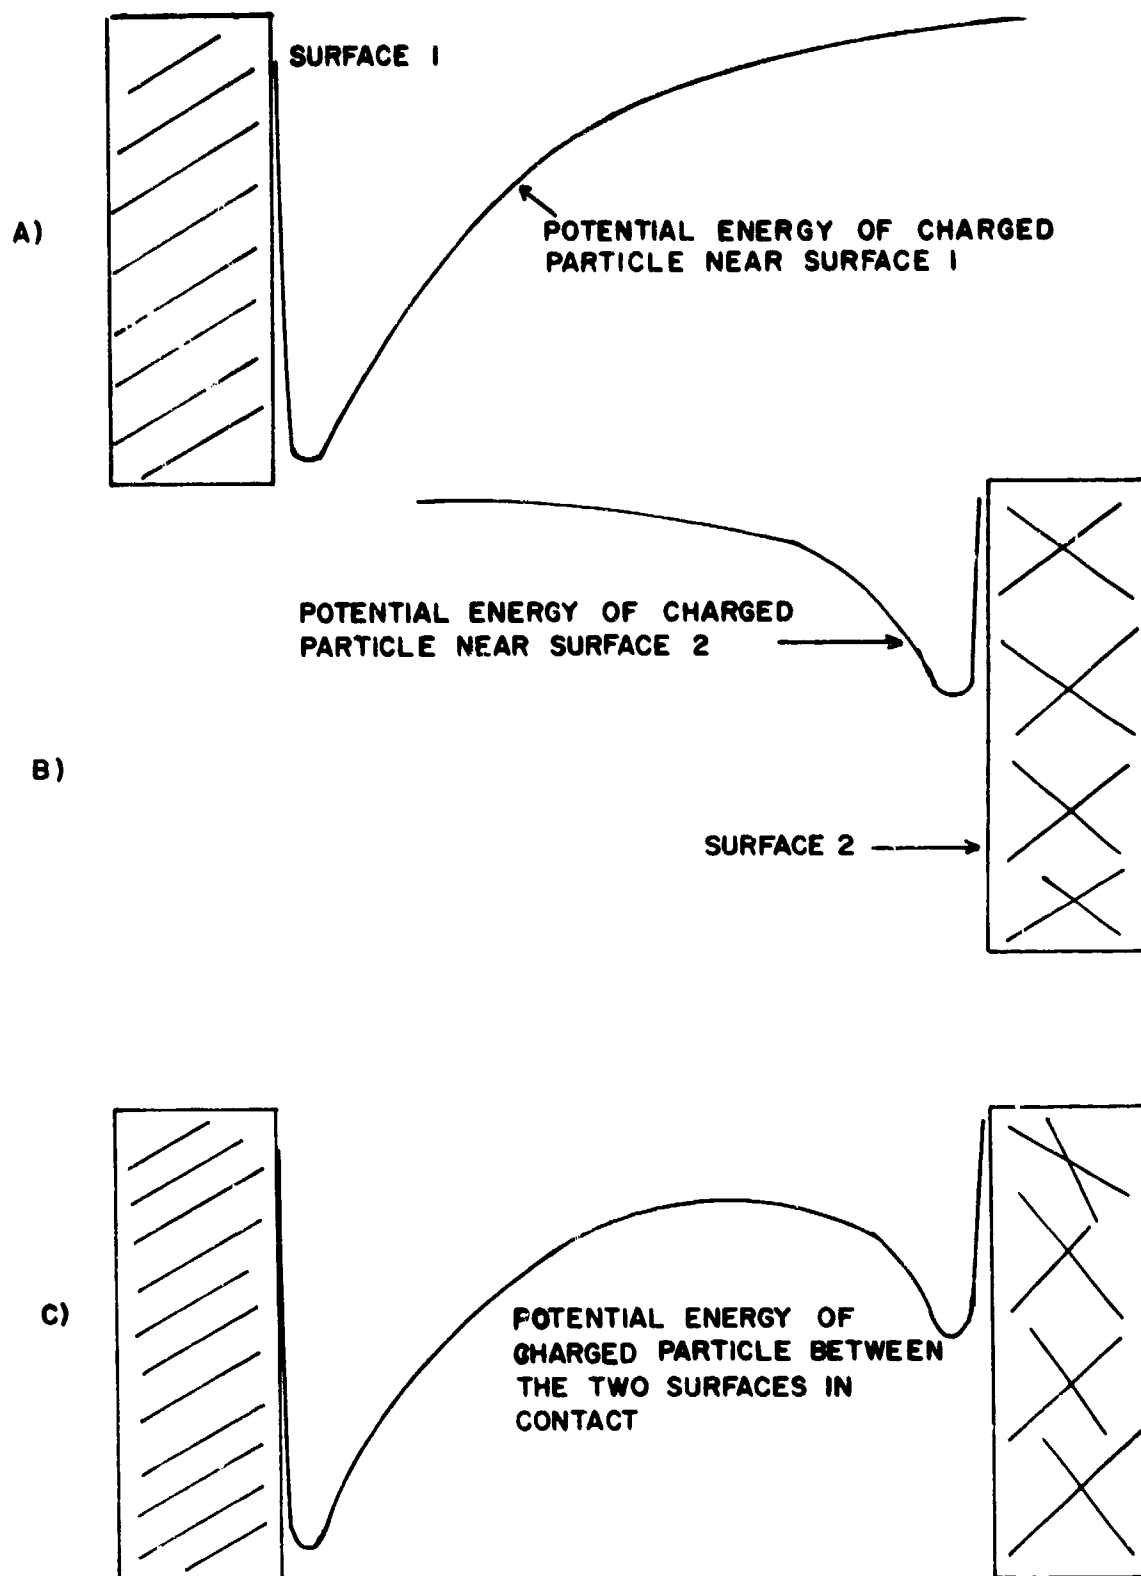 SURFACE 1
A)
POTENTIAL ENERGY OF CHARGED
PARTICLE NEAR SURFACE 1
POTENTIAL ENERGY OF CHARGED
PARTICLE NEAR SURFACE 2
B)
SURFACE 2
C)
POTENTIAL ENERGY OF
CHARGED PARTICLE BETWEEN
THE TWO SURFACES IN
CONTACT